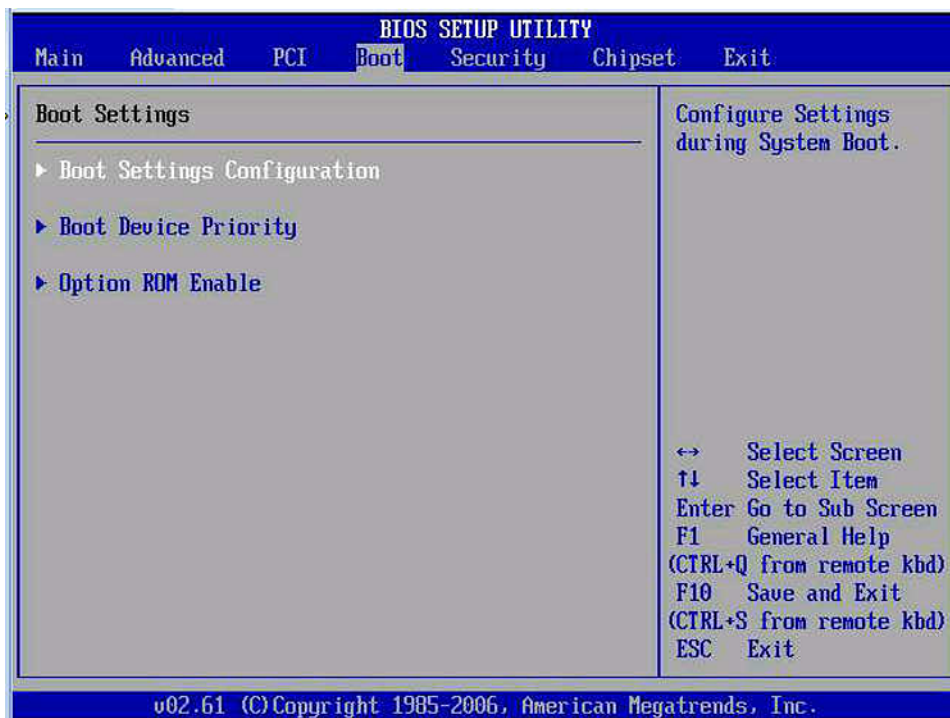 BIOS SETUP UTILITY
Main Advanced PCI Boot Security Chipset Exit
Boot Settings
▶ Boot Settings Configuration
▶ Boot Device Priority
▶ Option ROM Enable
Configure Settings
during System Boot.
↔ Select Screen
↑↓ Select Item
Enter Go to Sub Screen
F1 General Help
(CTRL+Q from remote kbd)
F10 Save and Exit
(CTRL+S from remote kbd)
ESC Exit
v02.61 (C)Copyright 1985-2006, American Megatrends, Inc.